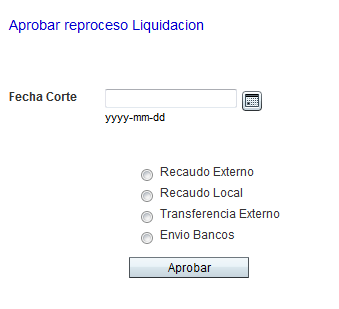 Aprobar reproceso Liquidacion
Fecha Corte
yyyy-mm-dd
Recaudo Externo
Recaudo Local
Transferencia Externo
Envio Bancos
Aprobar